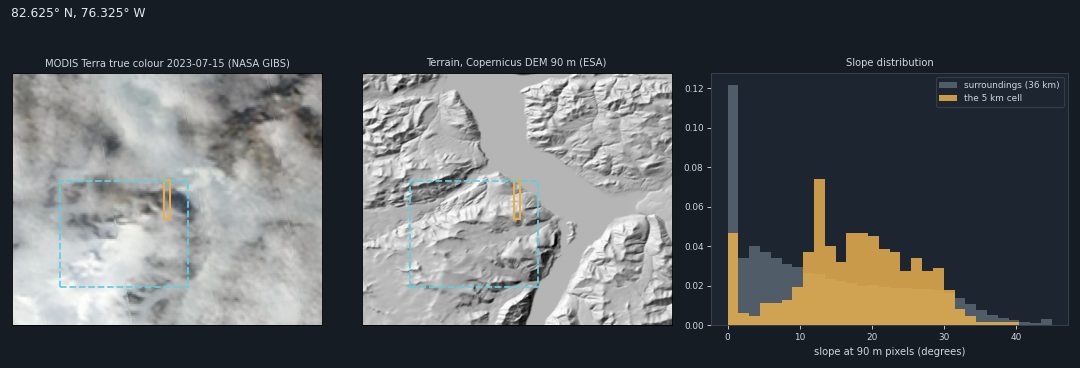 82.625° N, 76.325° W
MODIS Terra true colour 2023-07-15 (NASA GIBS)
Terrain, Copernicus DEM 90 m (ESA)
Slope distribution
surroundings (36 km)
the 5 km cell
0.12
0.10
0.08
0.06
0.04
0.02
0.00
0 10 20 30 40
slope at 90 m pixels (degrees)